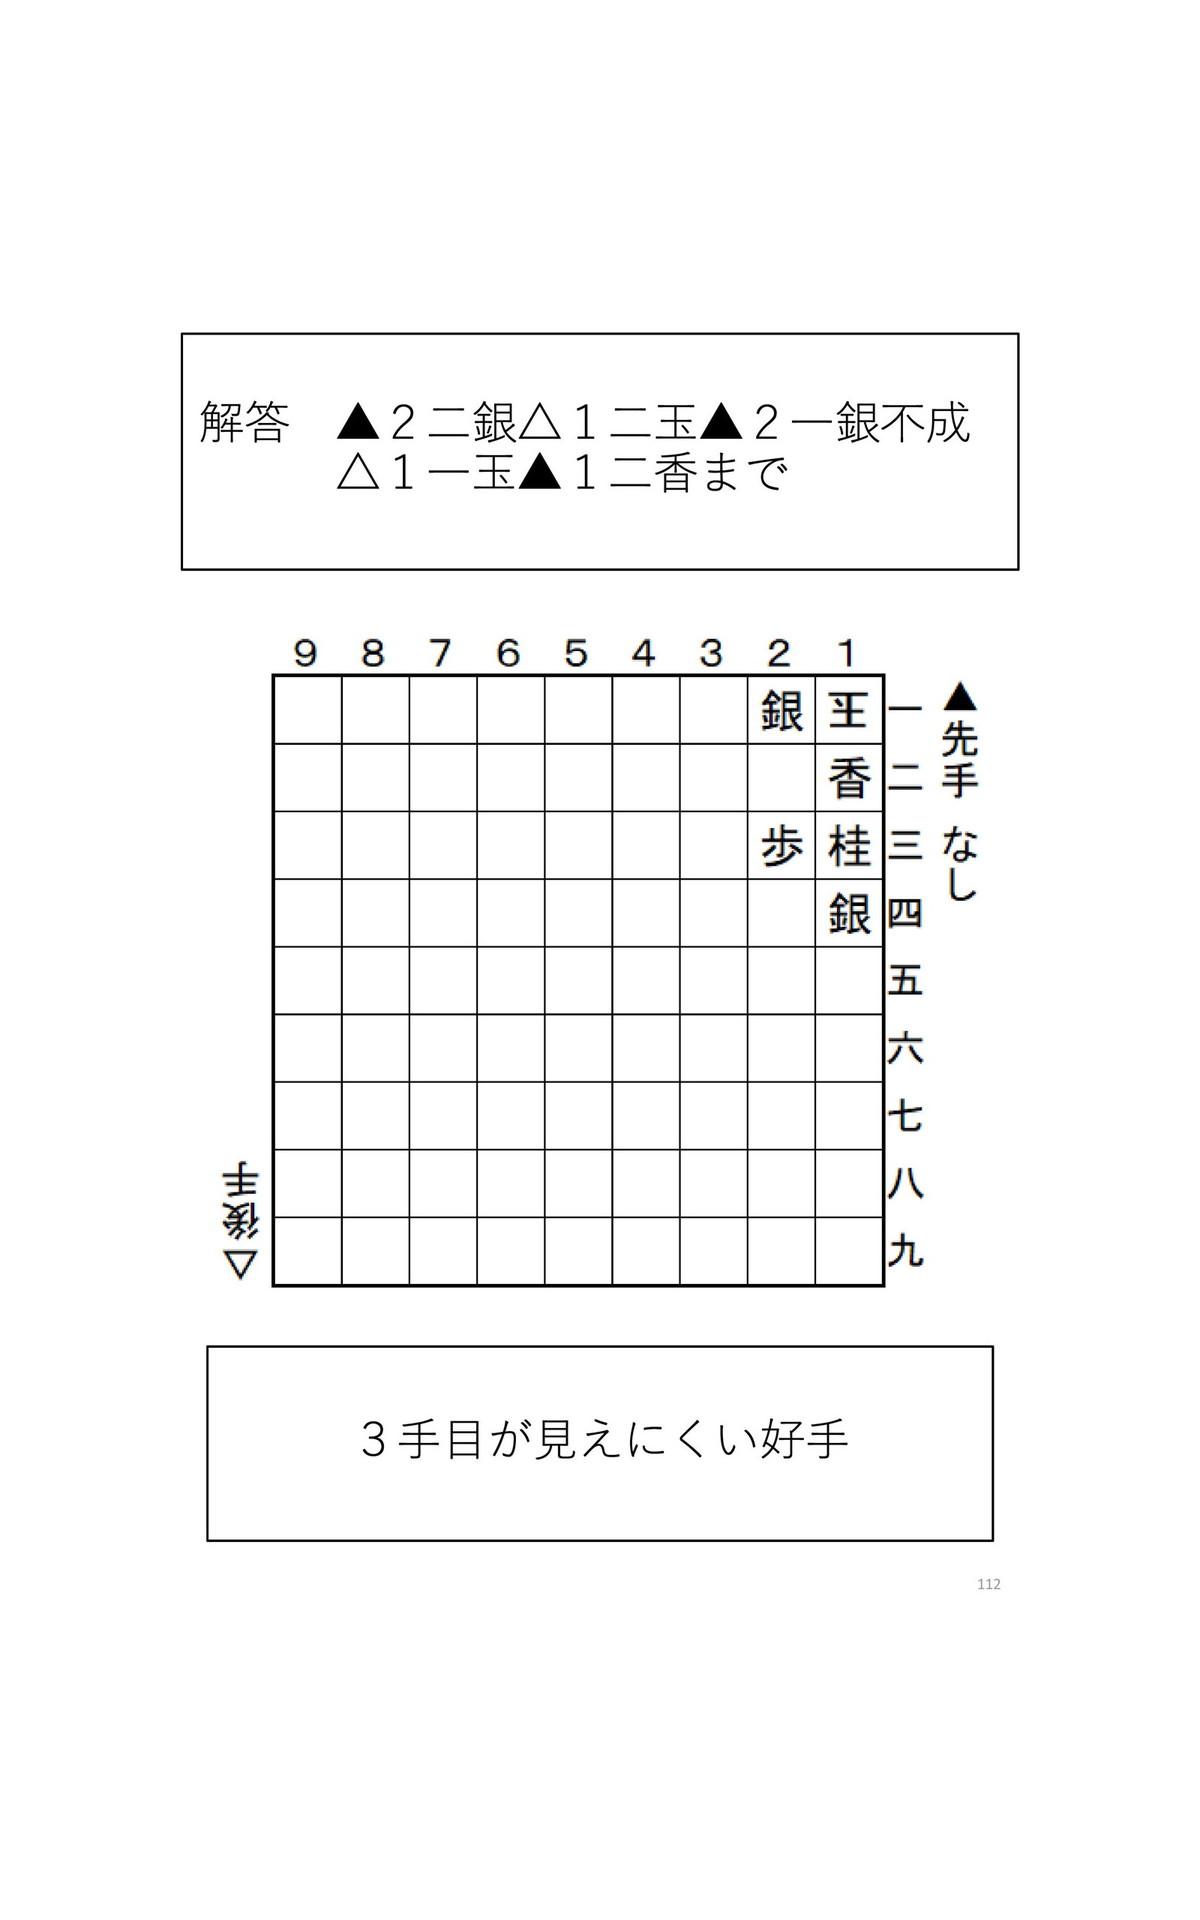 解答　▲２二銀△１二玉▲２一銀不成
△１一玉▲１二香まで
９ ８ ７ ６ ５ ４ ３ ２ １
銀 王 一
香 二
歩 桂 三
銀 四
五
六
七
八
九
▲先手 なし
△後手
３手目が見えにくい好手
112